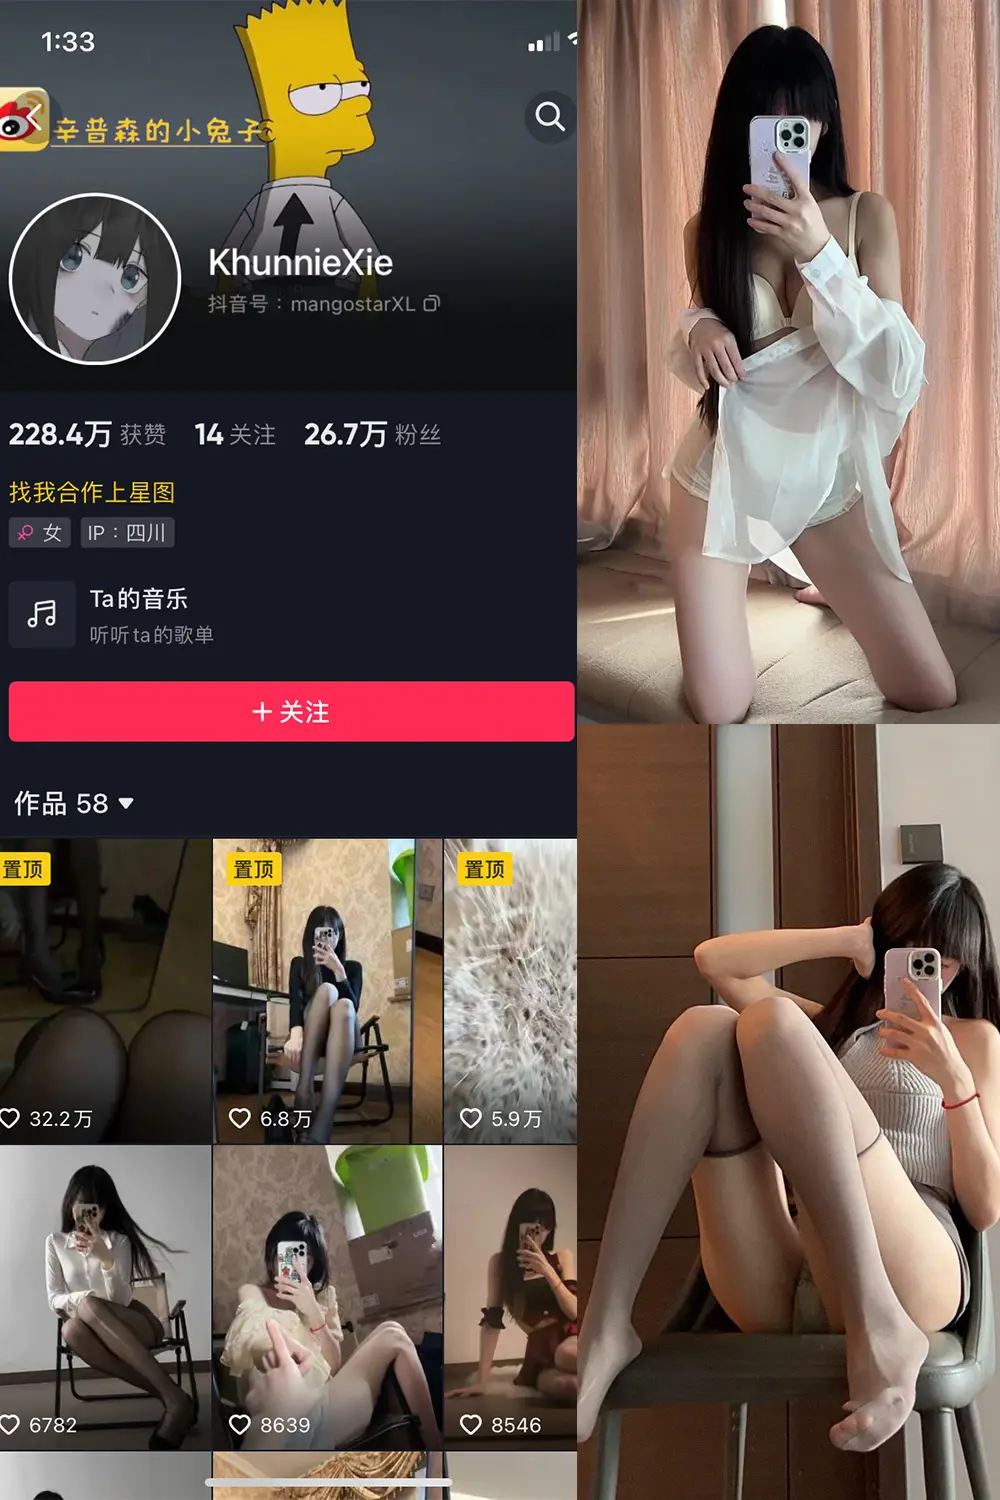 1:33
辛普森的小兔子
KhunnieXie
抖音号：mangostarXL
228.4万 获赞 14 关注 26.7万 粉丝
找我合作上星图
女 IP：四川
Ta的音乐
听听ta的歌单
+ 关注
作品 58
置顶 置顶 置顶
32.2万 6.8万 5.9万
6782 8639 8546